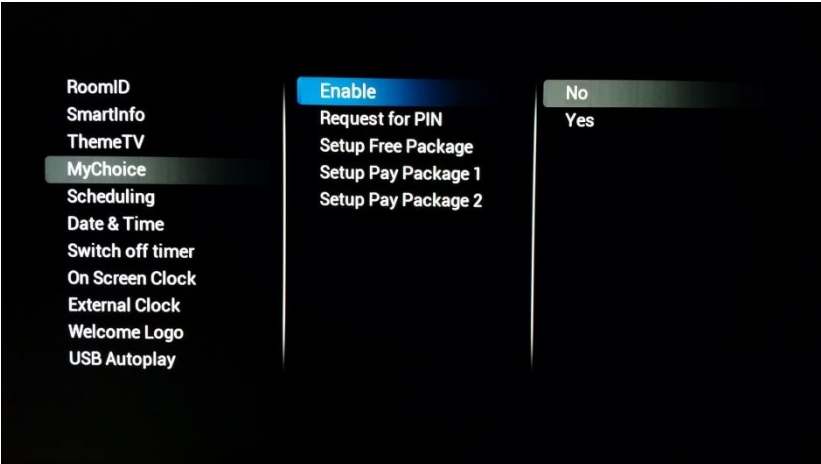 RoomID
SmartInfo
ThemeTV
MyChoice
Scheduling
Date & Time
Switch off timer
On Screen Clock
External Clock
Welcome Logo
USB Autoplay
Enable
Request for PIN
Setup Free Package
Setup Pay Package 1
Setup Pay Package 2
No
Yes